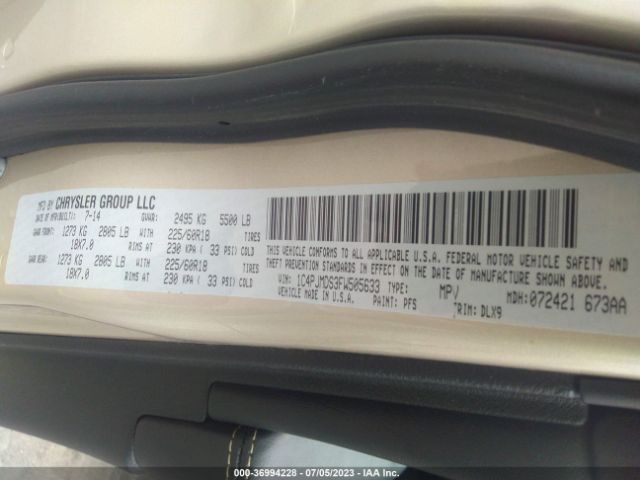 MFD BY CHRYSLER GROUP LLC
DATE OF MFR(BUILT): 7-14 GVWR: 2495 KG 5500 LB
GAWR FRONT: 1273 KG 2805 LB WITH 225/60R18 TIRES
18X7.0 RIMS AT 230 KPA ( 33 PSI) COLD
GAWR REAR: 1273 KG 2805 LB WITH 225/60R18 TIRES
18X7.0 RIMS AT 230 KPA ( 33 PSI) COLD
THIS VEHICLE CONFORMS TO ALL APPLICABLE U.S.A. FEDERAL MOTOR VEHICLE SAFETY AND
THEFT PREVENTION STANDARDS IN EFFECT ON THE DATE OF MANUFACTURE SHOWN ABOVE.
VIN: 1C4PJMDS3FW505633 TYPE: MPV MDH: 072421 673AA
VEHICLE MADE IN U.S.A. PAINT: PFS TRIM: DLX9
000-36994228 - 07/05/2023 - IAA Inc.